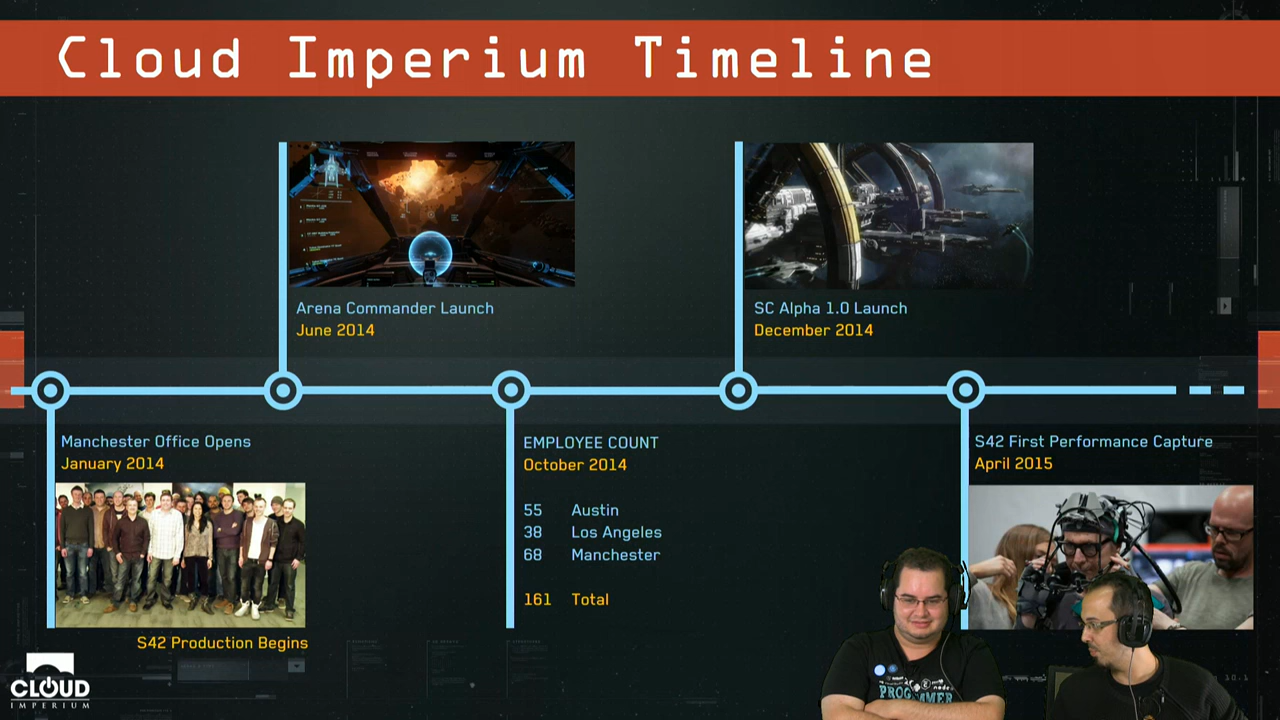 Cloud Imperium Timeline
Arena Commander Launch
June 2014
SC Alpha 1.0 Launch
December 2014
Manchester Office Opens
January 2014
S42 Production Begins
EMPLOYEE COUNT
October 2014
55 Austin
38 Los Angeles
68 Manchester
161 Total
S42 First Performance Capture
April 2015
CLOUD
IMPERIUM